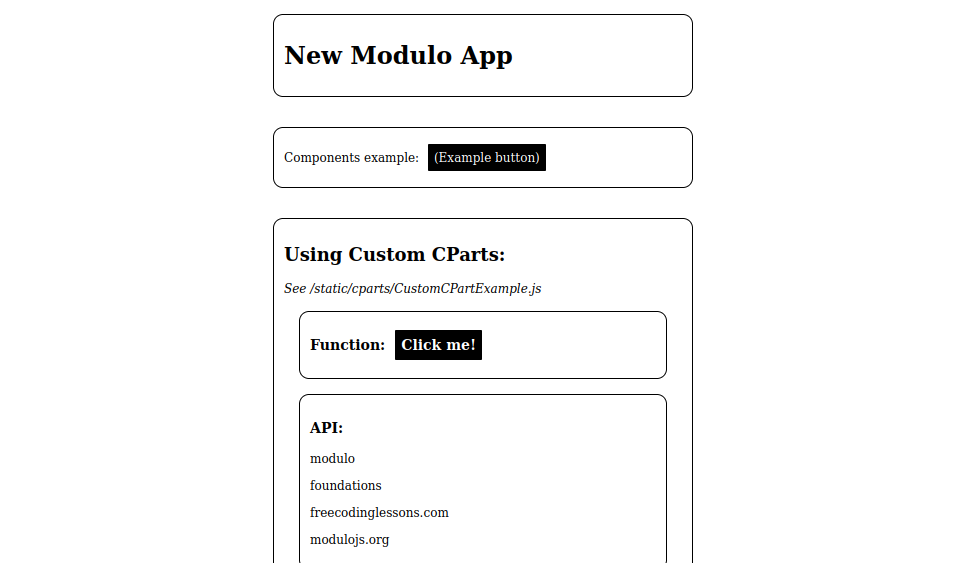 New Modulo App
Components example: (Example button)
Using Custom CParts:
See /static/cparts/CustomCPartExample.js
Function: Click me!
API:
modulo
foundations
freecodinglessons.com
modulojs.org